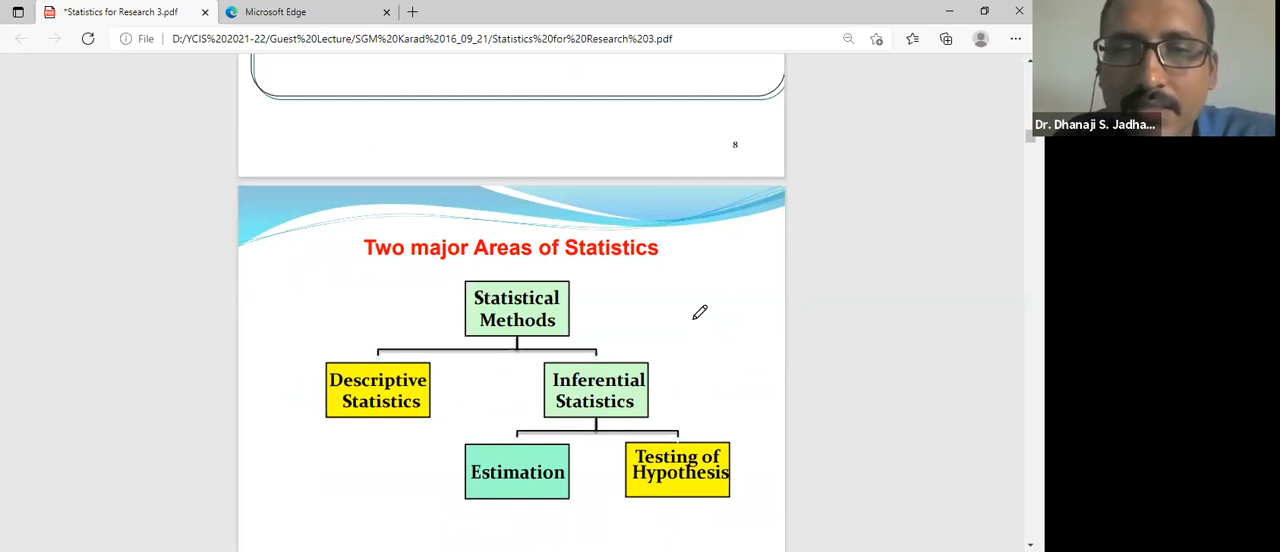 *Statistics for Research 3.pdf
Microsoft Edge
File
D:/YCIS%202021-22/Guest%20Lecture/SGM%20Karad%2016_09_21/Statistics%20for%20Research%203.pdf
Dr. Dhanaji S. Jadha...
8
Two major Areas of Statistics
Statistical
Methods
Descriptive
Statistics
Inferential
Statistics
Estimation
Testing of
Hypothesis